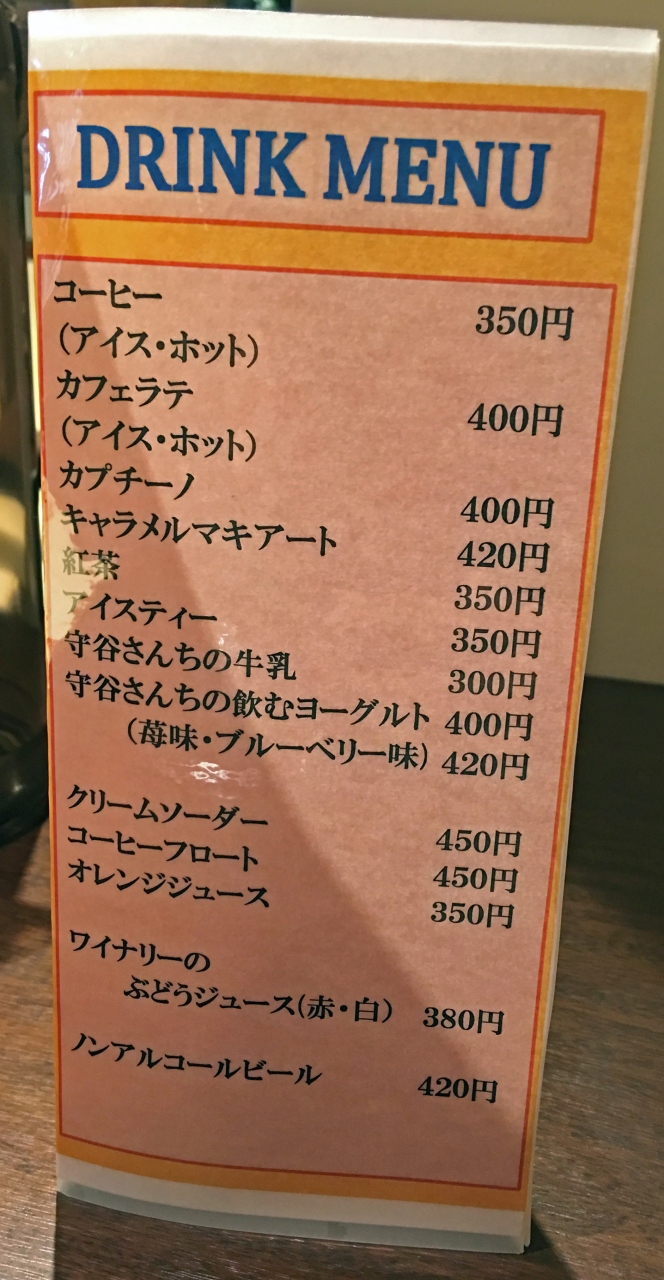 DRINK MENU
コーヒー 350円
（アイス・ホット）
カフェラテ 400円
（アイス・ホット）
カプチーノ 400円
キャラメルマキアート 420円
紅茶 350円
アイスティー 350円
守谷さんちの牛乳 300円
守谷さんちの飲むヨーグルト 400円
（苺味・ブルーベリー味） 420円
クリームソーダー 450円
コーヒーフロート 450円
オレンジジュース 350円
ワイナリーの
ぶどうジュース(赤・白） 380円
ノンアルコールビール 420円